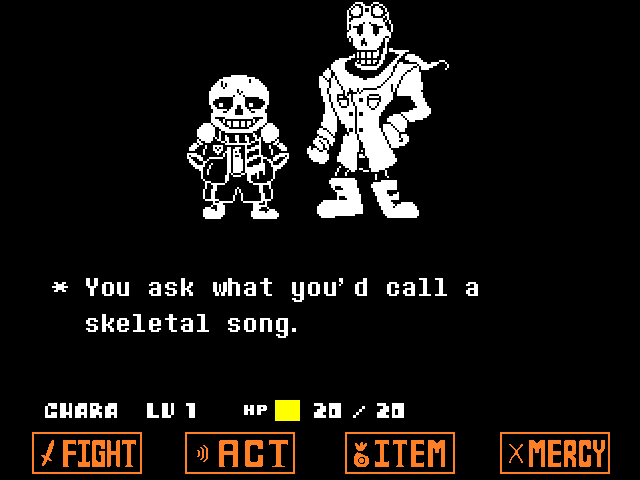 * You ask what you'd call a
skeletal song.
CHARA LV 1 HP 20 / 20
FIGHT ACT ITEM MERCY